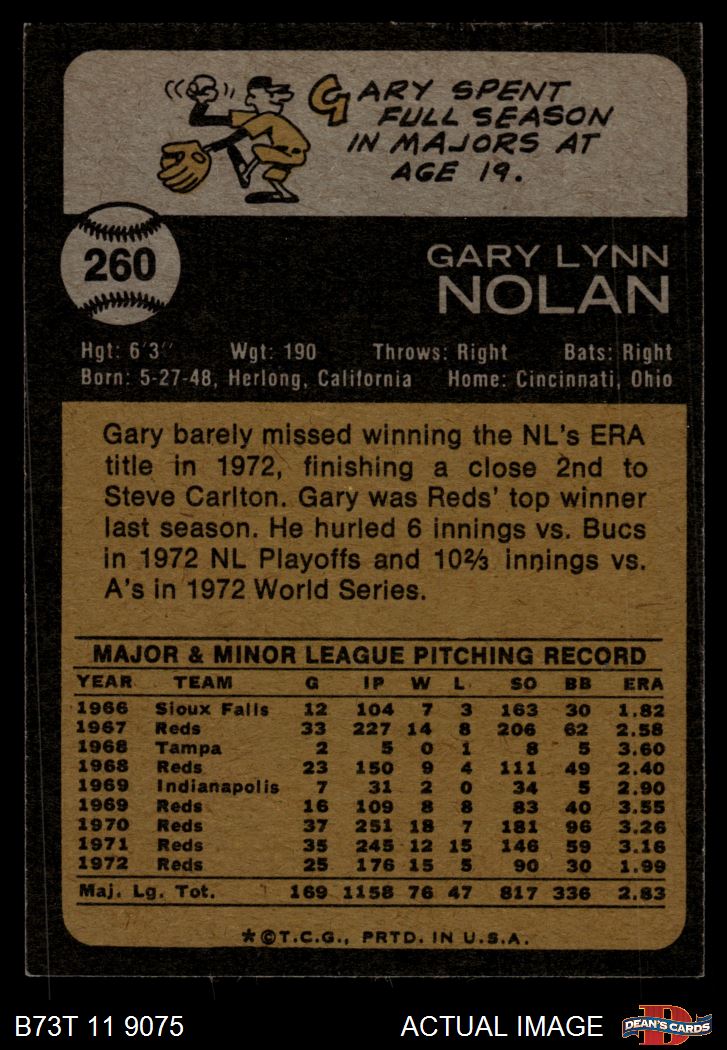 GARY SPENT
FULL SEASON
IN MAJORS AT
AGE 19.
260
GARY LYNN
NOLAN
Hgt: 6'3" Wgt: 190 Throws: Right Bats: Right
Born: 5-27-48, Herlong, California Home: Cincinnati, Ohio
Gary barely missed winning the NL's ERA
title in 1972, finishing a close 2nd to
Steve Carlton. Gary was Reds' top winner
last season. He hurled 6 innings vs. Bucs
in 1972 NL Playoffs and 10⅔ innings vs.
A's in 1972 World Series.
MAJOR & MINOR LEAGUE PITCHING RECORD
YEAR TEAM G IP W L SO BB ERA
1966 Sioux Falls 12 104 7 3 163 30 1.82
1967 Reds 33 227 14 8 206 62 2.58
1968 Tampa 2 5 0 1 8 5 3.60
1968 Reds 23 150 9 4 111 49 2.40
1969 Indianapolis 7 31 2 0 34 5 2.90
1969 Reds 16 109 8 8 83 40 3.55
1970 Reds 37 251 18 7 181 96 3.26
1971 Reds 35 245 12 15 146 59 3.16
1972 Reds 25 176 15 5 90 30 1.99
Maj. Lg. Tot. 169 1158 76 47 817 336 2.83
*©T.C.G., PRTD. IN U.S.A.
B73T 11 9075 ACTUAL IMAGE D DEAN'S CARDS